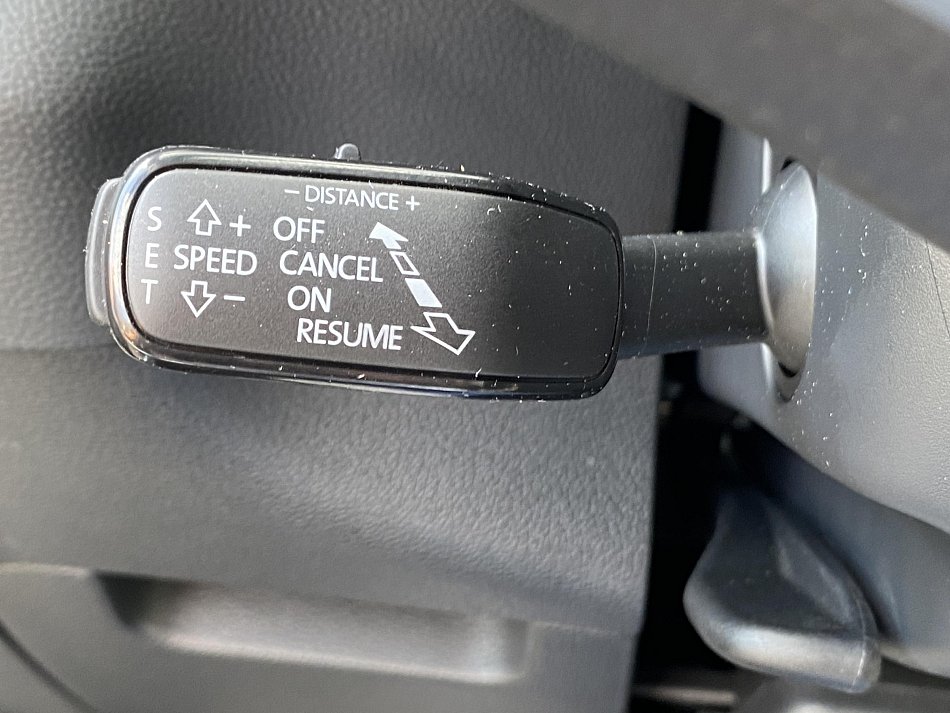 − DISTANCE +
S + OFF
E SPEED CANCEL
T − ON
RESUME